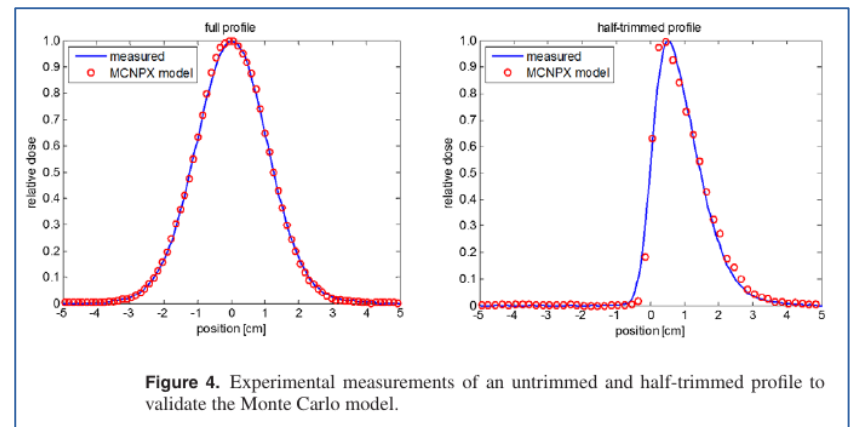 full profile
1.0
0.9
0.8
0.7
0.6
0.5
0.4
0.3
0.2
0.1
0
-5 -4 -3 -2 -1 0 1 2 3 4 5
relative dose
position [cm]
measured
MCNPX model
half-trimmed profile
1.0
0.9
0.8
0.7
0.6
0.5
0.4
0.3
0.2
0.1
0
-5 -4 -3 -2 -1 0 1 2 3 4 5
relative dose
position [cm]
measured
MCNPX model
Figure 4. Experimental measurements of an untrimmed and half-trimmed profile to
validate the Monte Carlo model.